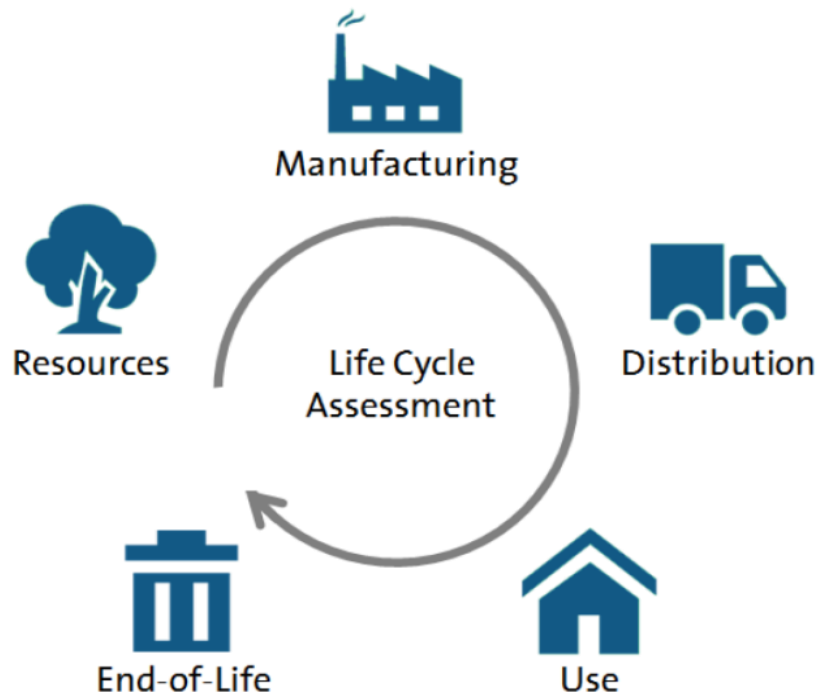 Manufacturing
Resources
Life Cycle
Assessment
Distribution
End-of-Life
Use